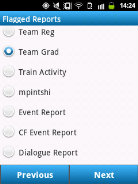 14:24
Flagged Reports
Team Reg
Team Grad
Train Activity
mpintshi
Event Report
CF Event Report
Dialogue Report
Previous
Next